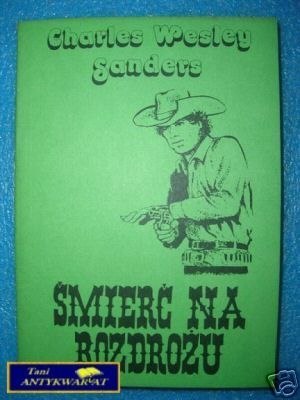 Charles Wesley
Sanders
ŚMIERĆ NA
ROZDROŻU
Tani
ANTYKWARIAT